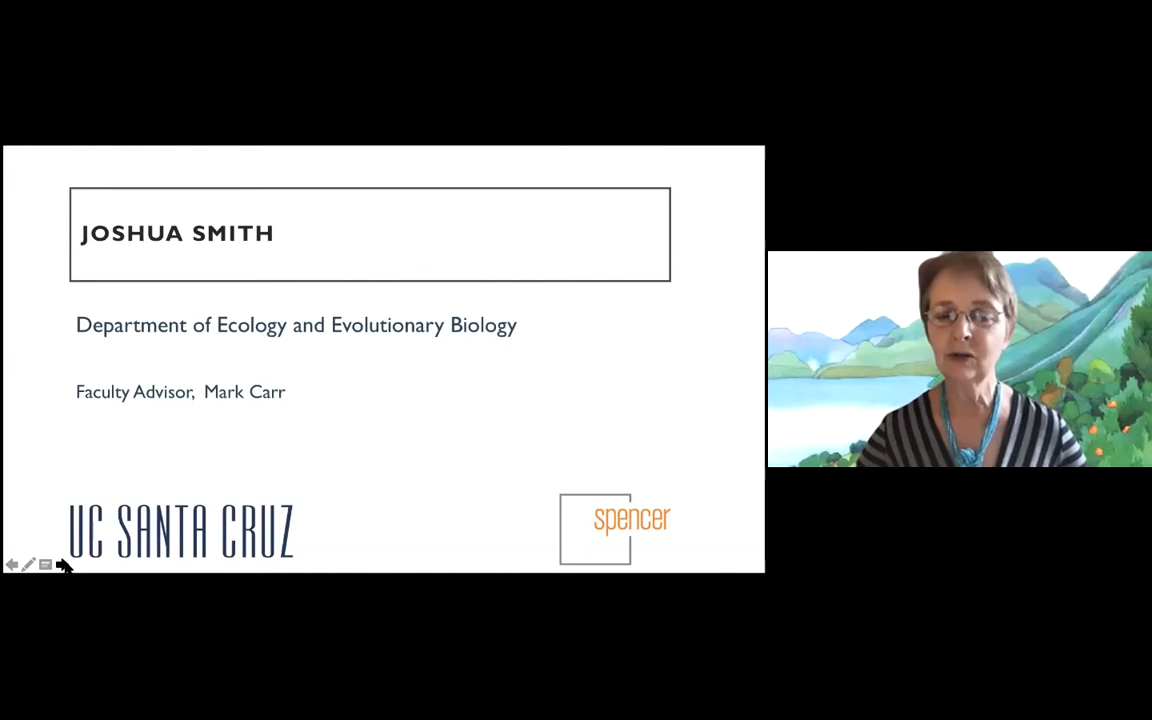 JOSHUA SMITH
Department of Ecology and Evolutionary Biology
Faculty Advisor, Mark Carr
UC SANTA CRUZ
spencer